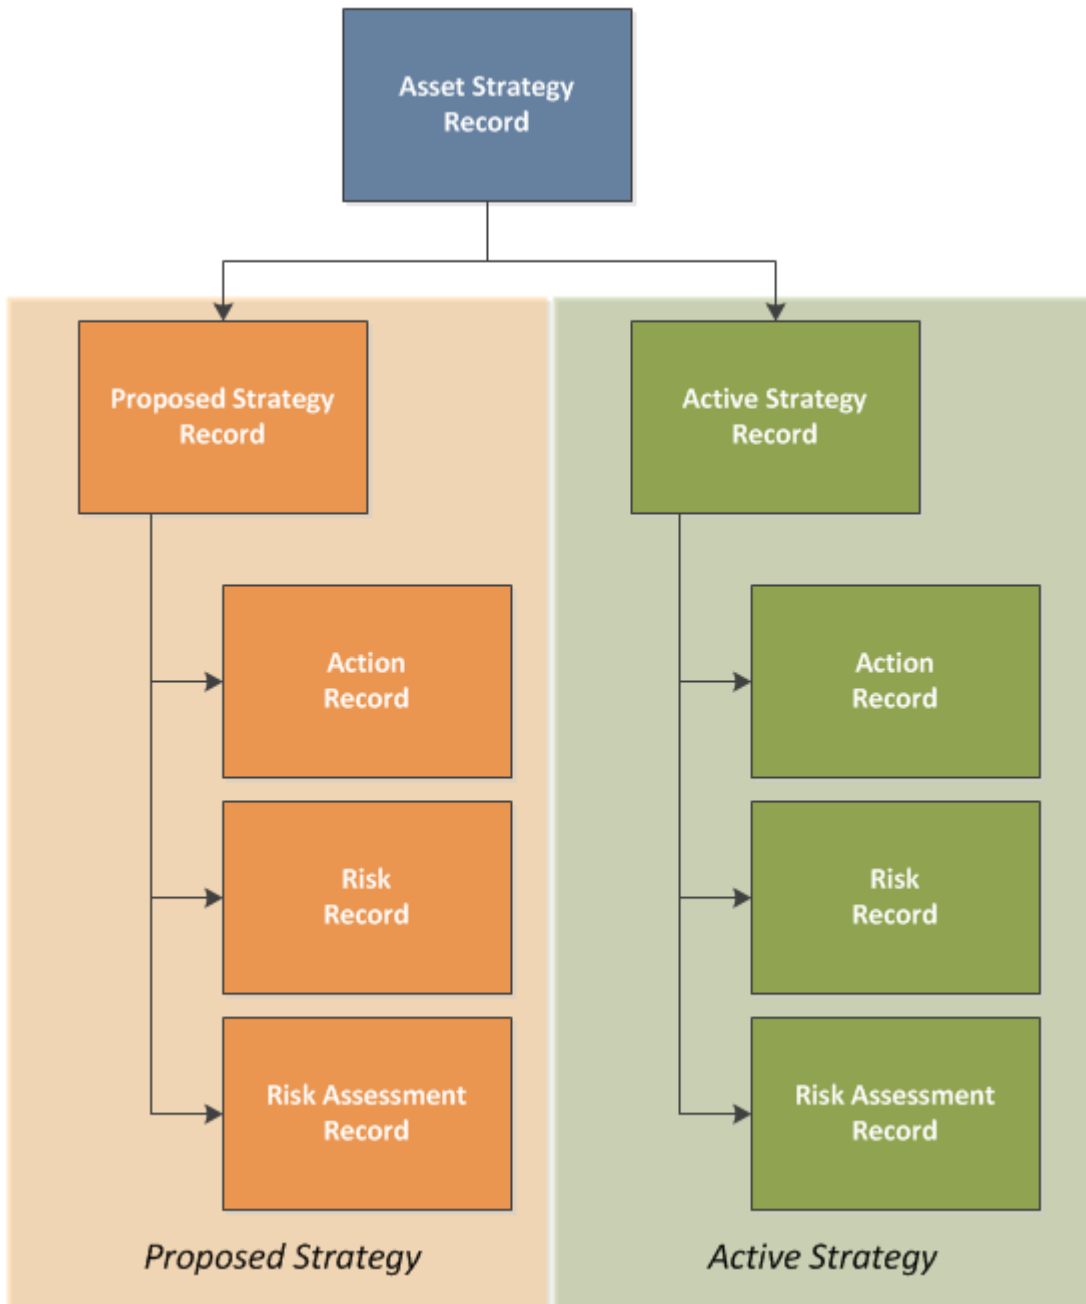 Asset Strategy
Record
Proposed Strategy
Record
Active Strategy
Record
Action
Record
Action
Record
Risk
Record
Risk
Record
Risk Assessment
Record
Risk Assessment
Record
Proposed Strategy
Active Strategy